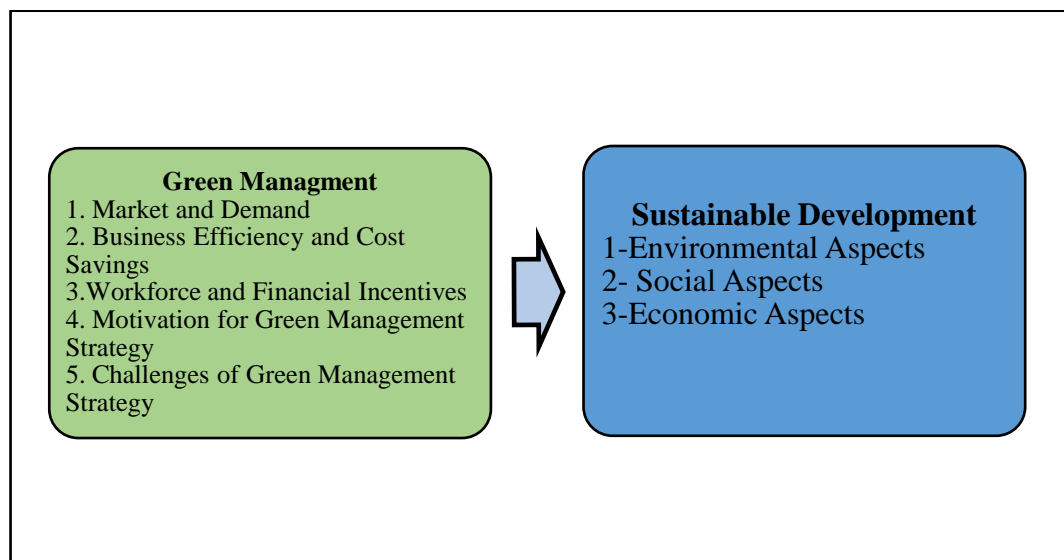 Green Managment
1. Market and Demand
2. Business Efficiency and Cost
Savings
3.Workforce and Financial Incentives
4. Motivation for Green Management
Strategy
5. Challenges of Green Management
Strategy
Sustainable Development
1-Environmental Aspects
2- Social Aspects
3-Economic Aspects